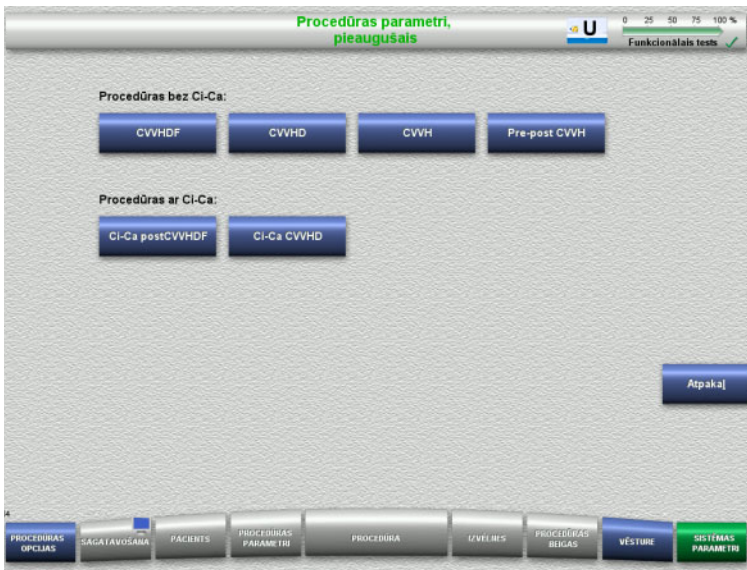 Procedūras parametri,
pieaugušais
U
0 25 50 75 100 %
Funkcionālais tests
Procedūras bez Ci-Ca:
CVVHDF CVVHD CVVH Pre-post CVVH
Procedūras ar Ci-Ca:
Ci-Ca postCVVHDF Ci-Ca CVVHD
Atpakaļ
PROCEDŪRAS
OPCIJAS
SAGATAVOŠANA
PACIENTS
PROCEDŪRAS
PARAMETRI
PROCEDŪRA
IZVĒLNES
PROCEDŪRAS
BEIGAS
VĒSTURE
SISTĒMAS
PARAMETRI